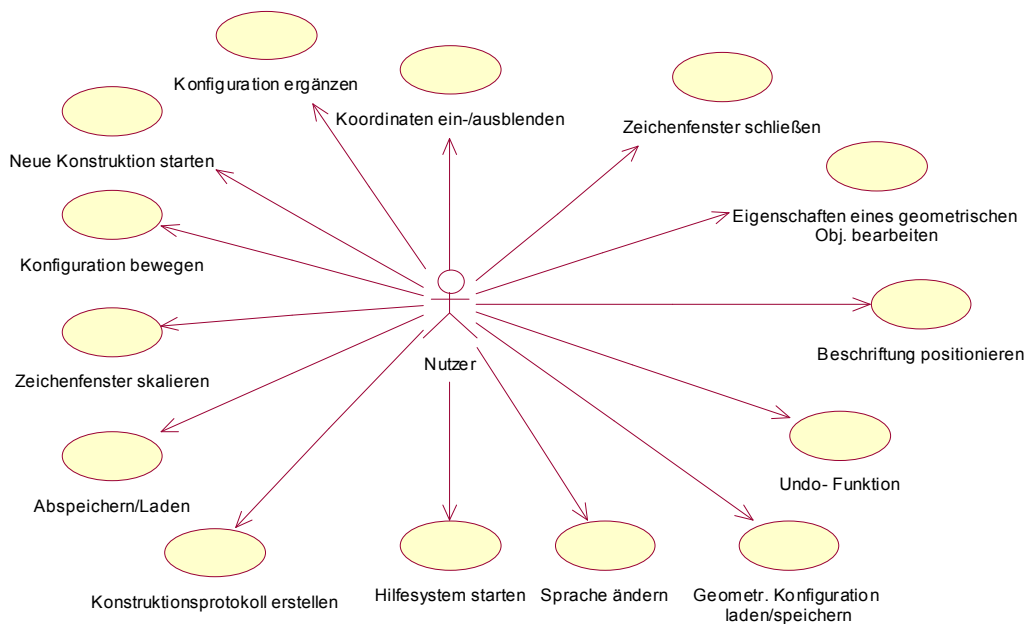 Konfiguration ergänzen
Koordinaten ein-/ausblenden
Zeichenfenster schließen
Neue Konstruktion starten
Eigenschaften eines geometrischen
Obj. bearbeiten
Konfiguration bewegen
Beschriftung positionieren
Nutzer
Zeichenfenster skalieren
Undo- Funktion
Abspeichern/Laden
Konstruktionsprotokoll erstellen
Hilfesystem starten
Sprache ändern
Geometr. Konfiguration
laden/speichern